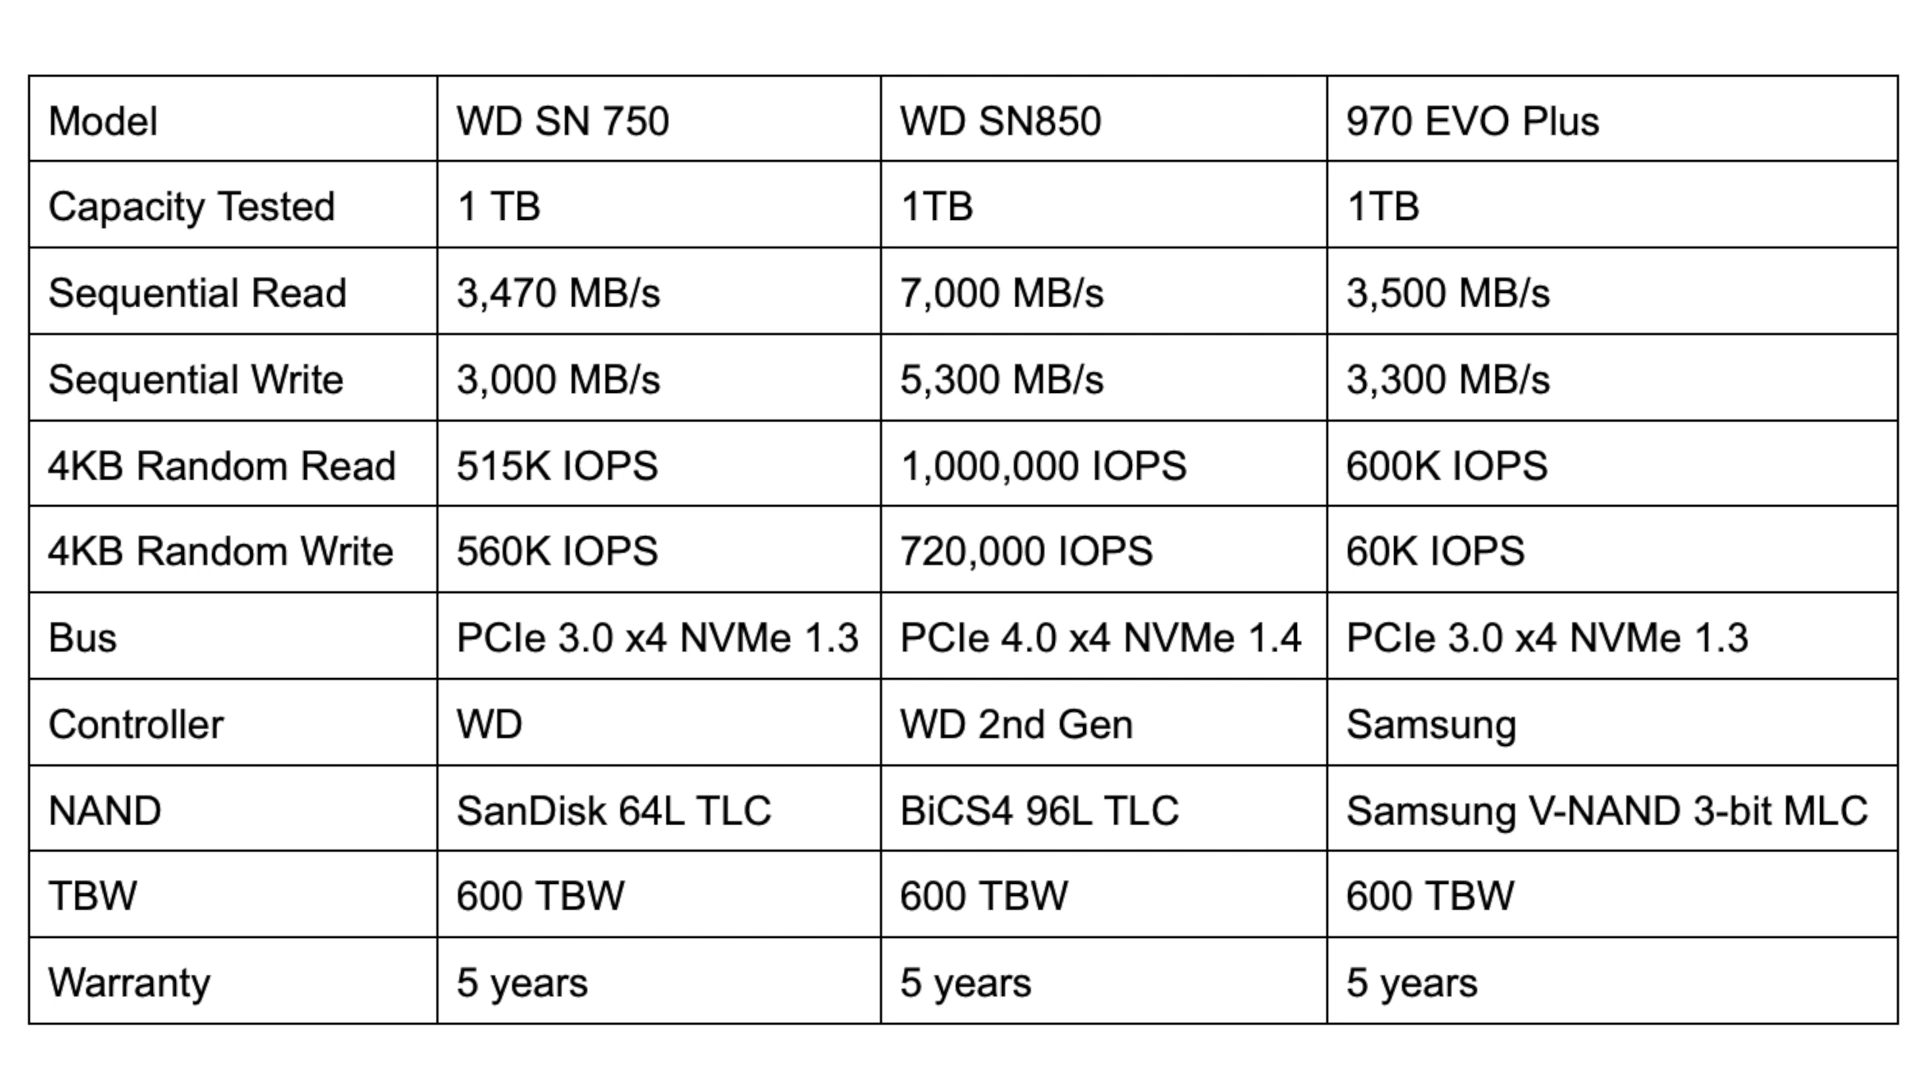 Model WD SN 750 WD SN850 970 EVO Plus
Capacity Tested 1 TB 1TB 1TB
Sequential Read 3,470 MB/s 7,000 MB/s 3,500 MB/s
Sequential Write 3,000 MB/s 5,300 MB/s 3,300 MB/s
4KB Random Read 515K IOPS 1,000,000 IOPS 600K IOPS
4KB Random Write 560K IOPS 720,000 IOPS 60K IOPS
Bus PCIe 3.0 x4 NVMe 1.3 PCIe 4.0 x4 NVMe 1.4 PCIe 3.0 x4 NVMe 1.3
Controller WD WD 2nd Gen Samsung
NAND SanDisk 64L TLC BiCS4 96L TLC Samsung V-NAND 3-bit MLC
TBW 600 TBW 600 TBW 600 TBW
Warranty 5 years 5 years 5 years